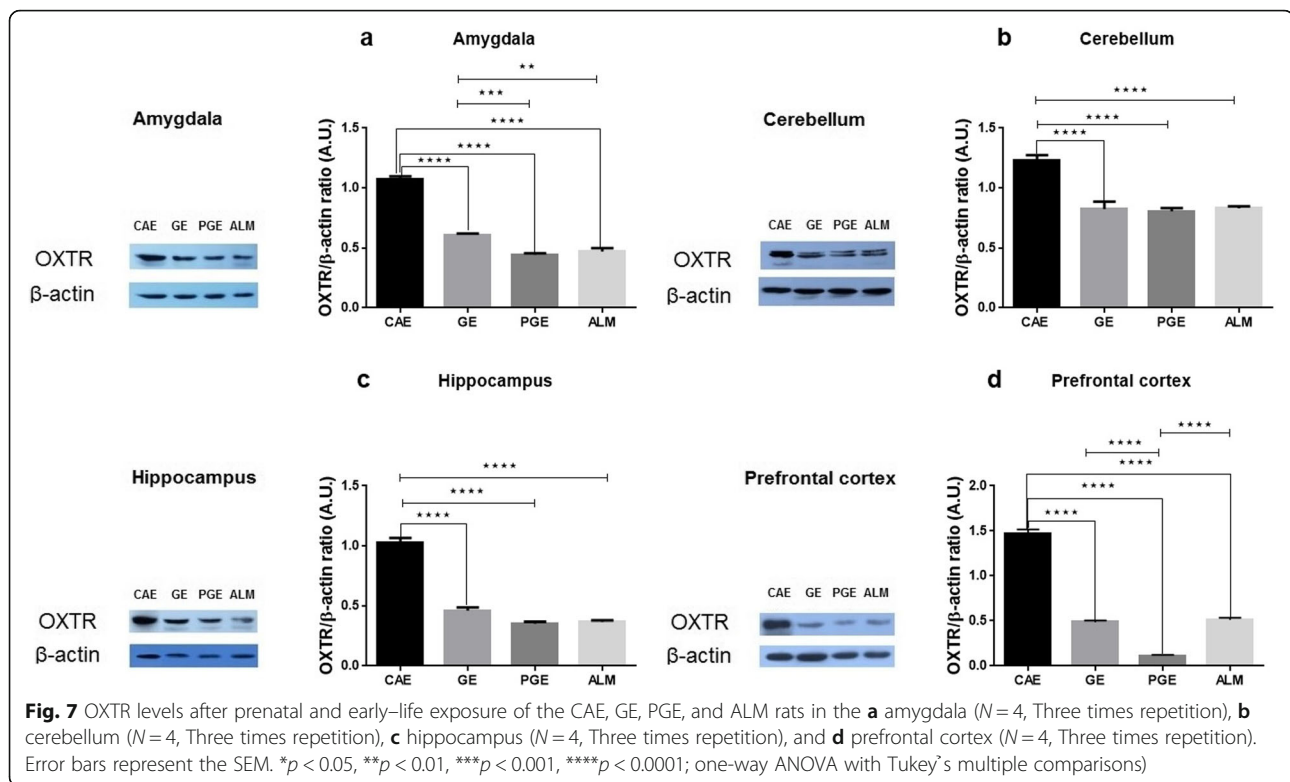 a Amygdala
★★
★★★
★★★★
★★★★
★★★★
OXTR/β-actin ratio (A.U.)
1.5
1.0
0.5
0.0
CAE GE PGE ALM
Amygdala
CAE GE PGE ALM
OXTR
β-actin
b Cerebellum
★★★★
★★★★
★★★★
OXTR/β-actin ratio (A.U.)
1.5
1.0
0.5
0.0
CAE GE PGE ALM
Cerebellum
CAE GE PGE ALM
OXTR
β-actin
c Hippocampus
★★★★
★★★★
★★★★
OXTR/β-actin ratio (A.U.)
1.5
1.0
0.5
0.0
CAE GE PGE ALM
Hippocampus
CAE GE PGE ALM
OXTR
β-actin
d Prefrontal cortex
★★★★
★★★★
★★★★
★★★★
★★★★
OXTR/β-actin ratio (A.U.)
2.0
1.5
1.0
0.5
0.0
CAE GE PGE ALM
Prefrontal cortex
CAE GE PGE ALM
OXTR
β-actin
Fig. 7 OXTR levels after prenatal and early–life exposure of the CAE, GE, PGE, and ALM rats in the a amygdala (N = 4, Three times repetition), b
cerebellum (N = 4, Three times repetition), c hippocampus (N = 4, Three times repetition), and d prefrontal cortex (N = 4, Three times repetition).
Error bars represent the SEM. *p < 0.05, **p < 0.01, ***p < 0.001, ****p < 0.0001; one-way ANOVA with Tukey`s multiple comparisons)